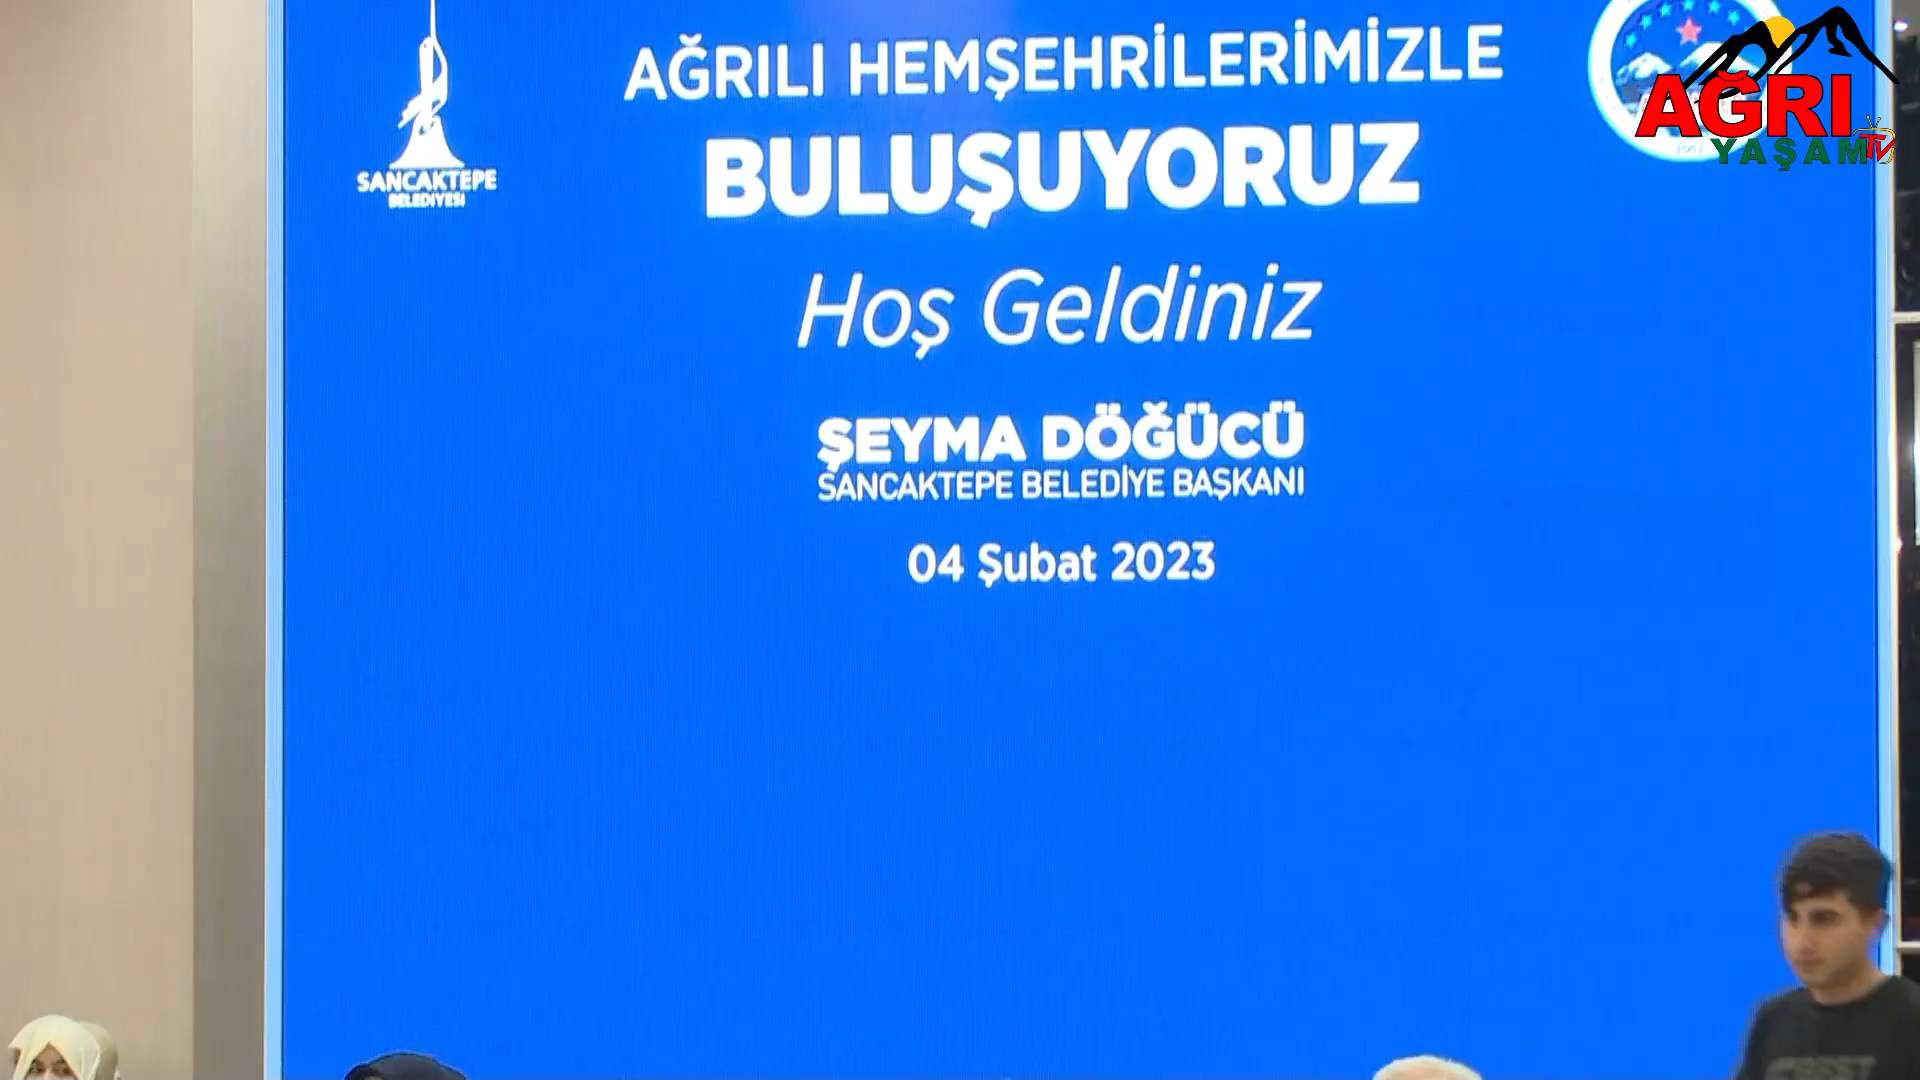 AĞRILI HEMŞEHRİLERİMİZLE
BULUŞUYORUZ
Hoş Geldiniz
ŞEYMA DÖĞÜCÜ
SANCAKTEPE BELEDİYE BAŞKANI
04 Şubat 2023
SANCAKTEPE
BELEDİYESİ
AĞRI
YAŞAM TV